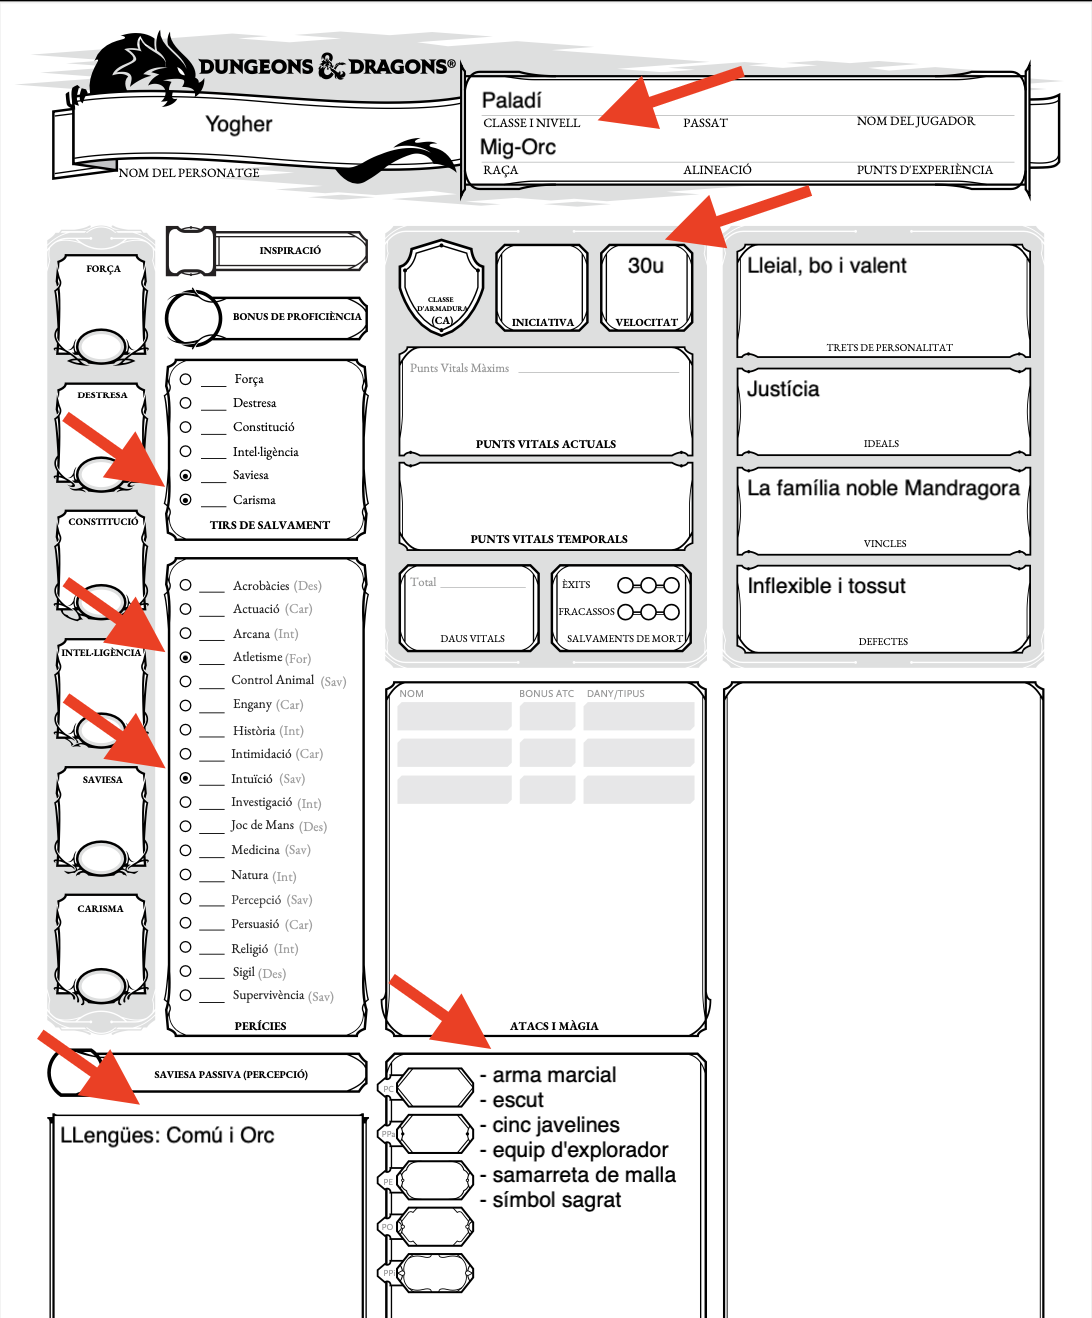 DUNGEONS & DRAGONS®
Yogher
NOM DEL PERSONATGE
Paladí
CLASSE I NIVELL
PASSAT
NOM DEL JUGADOR
Mig-Orc
RAÇA
ALINEACIÓ
PUNTS D'EXPERIÈNCIA
FORÇA
DESTRESA
CONSTITUCIÓ
INTEL·LIGÈNCIA
SAVIESA
CARISMA
INSPIRACIÓ
BONUS DE PROFICIÈNCIA
Força
Destresa
Constitució
Intel·ligència
Saviesa
Carisma
TIRS DE SALVAMENT
Acrobàcies (Des)
Actuació (Car)
Arcana (Int)
Atletisme (For)
Control Animal (Sav)
Engany (Car)
Història (Int)
Intimidació (Car)
Intuïció (Sav)
Investigació (Int)
Joc de Mans (Des)
Medicina (Sav)
Natura (Int)
Percepció (Sav)
Persuasió (Car)
Religió (Int)
Sigil (Des)
Supervivència (Sav)
PERÍCIES
SAVIESA PASSIVA (PERCEPCIÓ)
LLengües: Comú i Orc
CLASSE
D'ARMADURA
(CA)
INICIATIVA
30u
VELOCITAT
Punts Vitals Màxims
PUNTS VITALS ACTUALS
PUNTS VITALS TEMPORALS
Total
DAUS VITALS
ÈXITS
FRACASSOS
SALVAMENTS DE MORT
NOM
BONUS ATC
DANY/TIPUS
ATACS I MÀGIA
PC
PPa
PE
PO
PPl
- arma marcial
- escut
- cinc javelines
- equip d'explorador
- samarreta de malla
- símbol sagrat
Lleial, bo i valent
TRETS DE PERSONALITAT
Justícia
IDEALS
La família noble Mandragora
VINCLES
Inflexible i tossut
DEFECTES